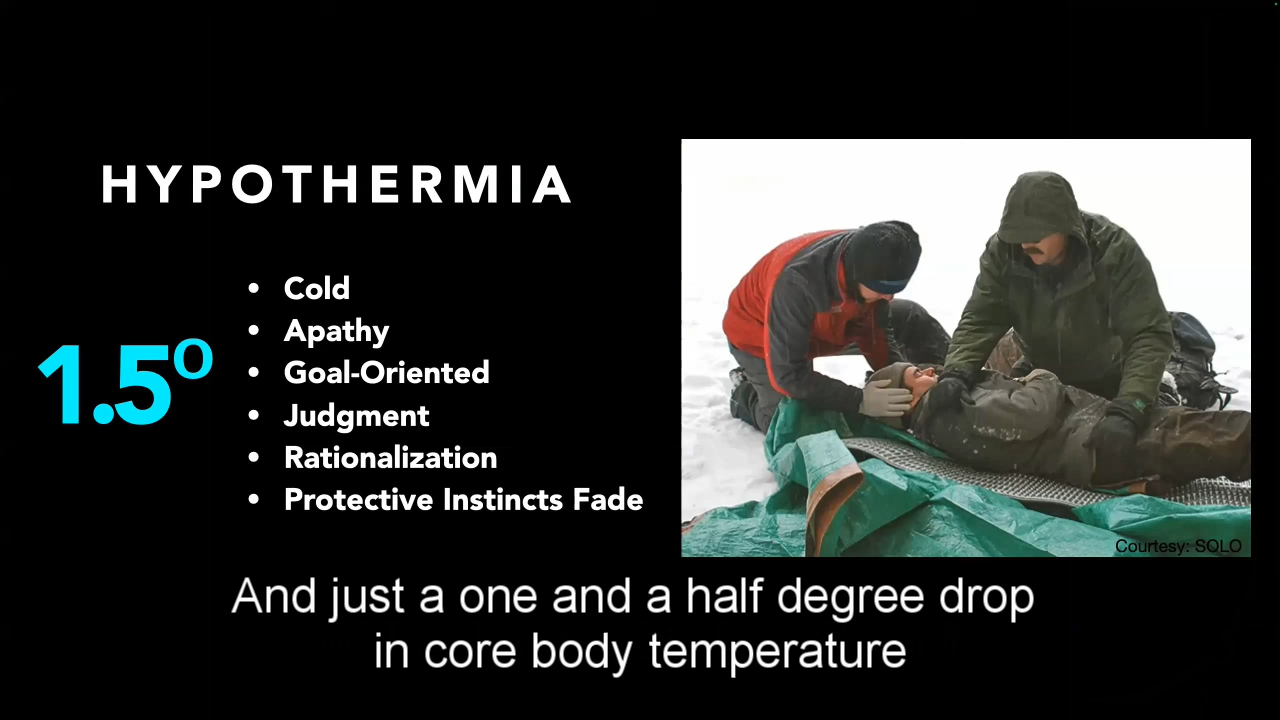 HYPOTHERMIA
1.5°
• Cold
• Apathy
• Goal-Oriented
• Judgment
• Rationalization
• Protective Instincts Fade
Courtesy: SOLO
And just a one and a half degree drop
in core body temperature